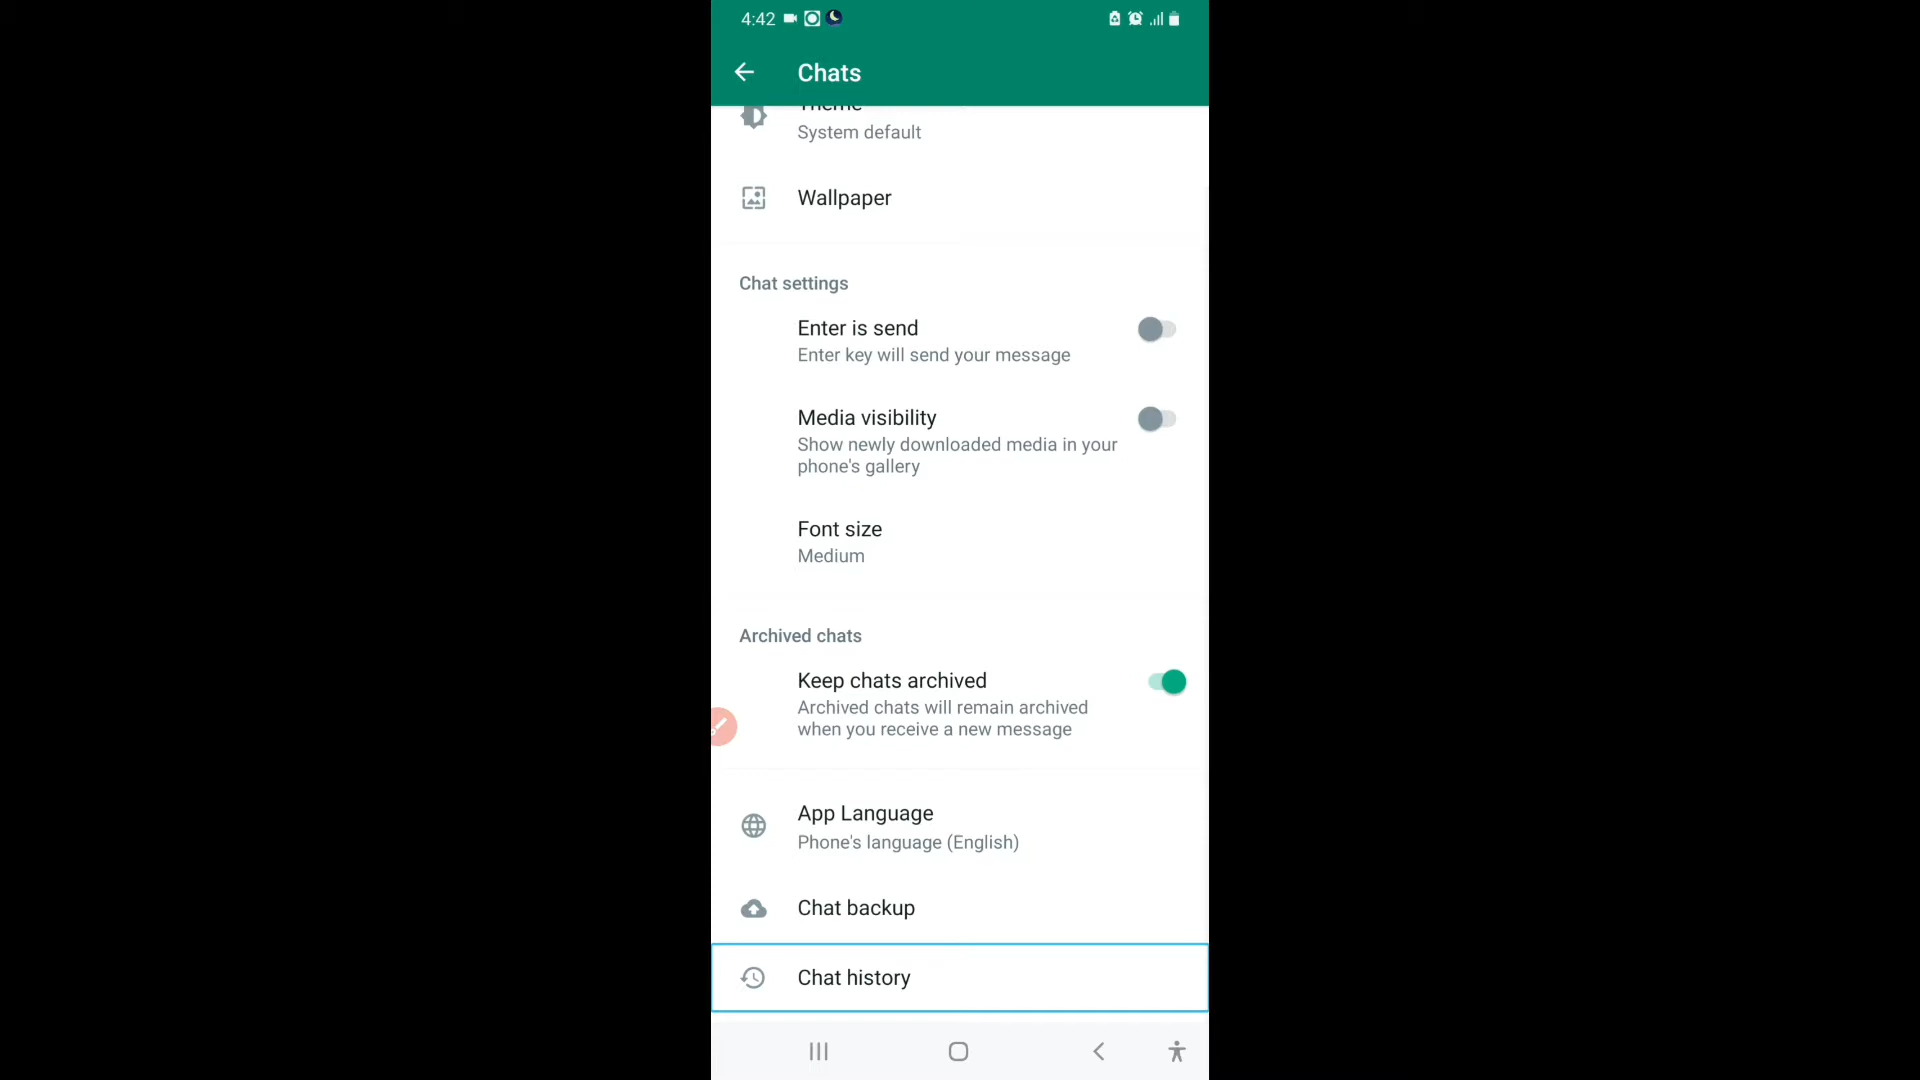 4:42
Chats
Theme
System default
Wallpaper
Chat settings
Enter is send
Enter key will send your message
Media visibility
Show newly downloaded media in your
phone's gallery
Font size
Medium
Archived chats
Keep chats archived
Archived chats will remain archived
when you receive a new message
App Language
Phone's language (English)
Chat backup
Chat history